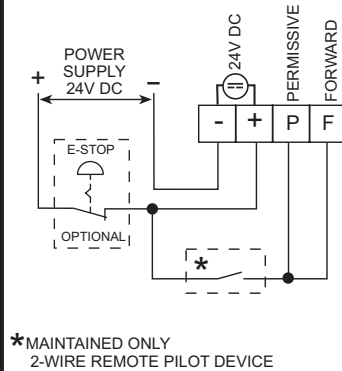 POWER
SUPPLY
24V DC
+
−
24V DC
PERMISSIVE
FORWARD
- + P F
E-STOP
OPTIONAL
*
*MAINTAINED ONLY
2-WIRE REMOTE PILOT DEVICE